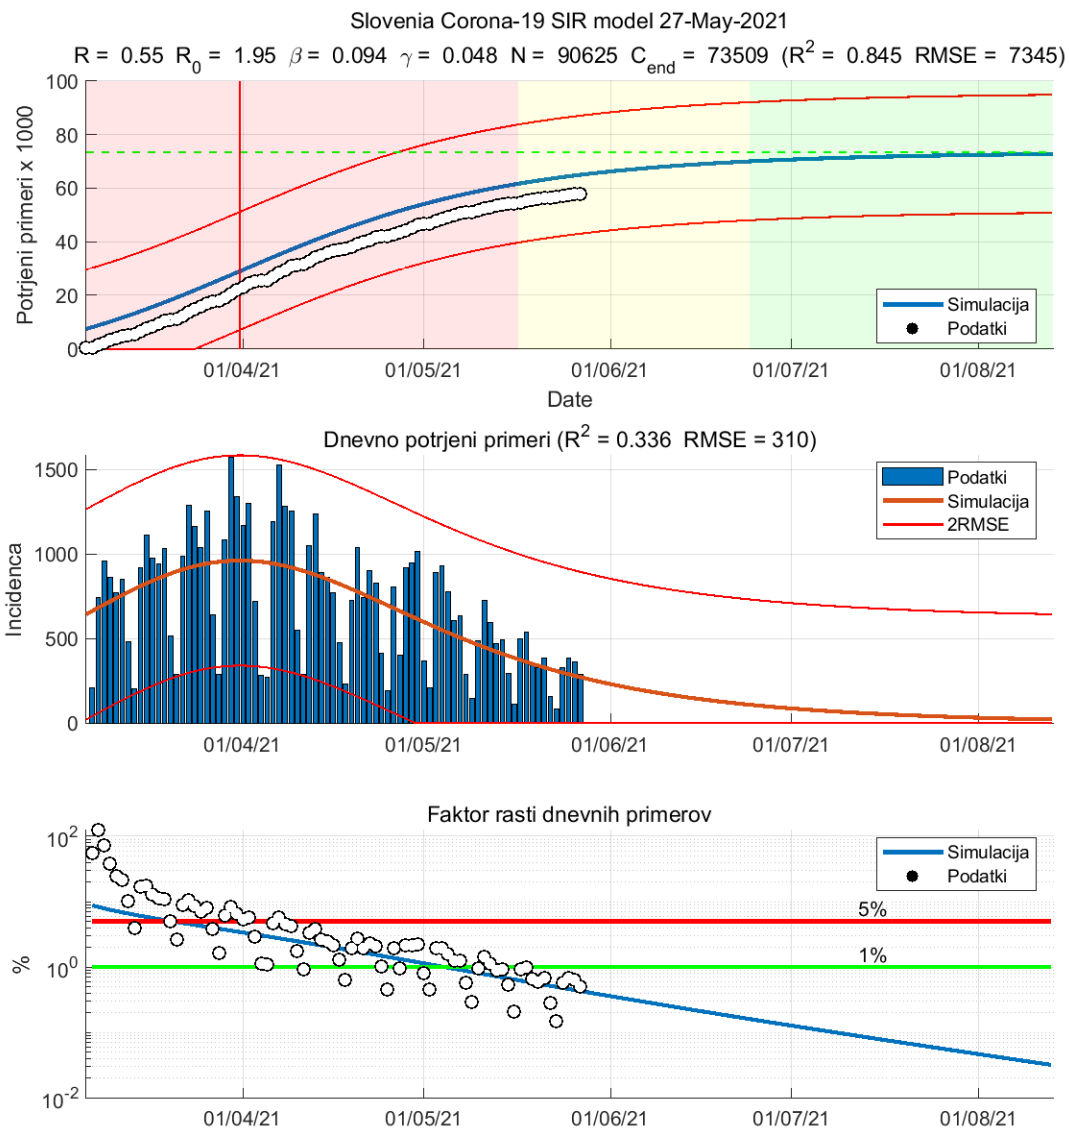 Slovenia Corona-19 SIR model 27-May-2021
R = 0.55 R0 = 1.95 β = 0.094 γ = 0.048 N = 90625 Cend = 73509 (R2 = 0.845 RMSE = 7345)
Potrjeni primeri x 1000
100
80
60
40
20
0
Simulacija
Podatki
01/04/21 01/05/21 01/06/21 01/07/21 01/08/21
Date
Dnevno potrjeni primeri (R2 = 0.336 RMSE = 310)
Incidenca
1500
1000
500
0
Podatki
Simulacija
2RMSE
01/04/21 01/05/21 01/06/21 01/07/21 01/08/21
Faktor rasti dnevnih primerov
%
102
100
10-2
Simulacija
Podatki
5%
1%
01/04/21 01/05/21 01/06/21 01/07/21 01/08/21